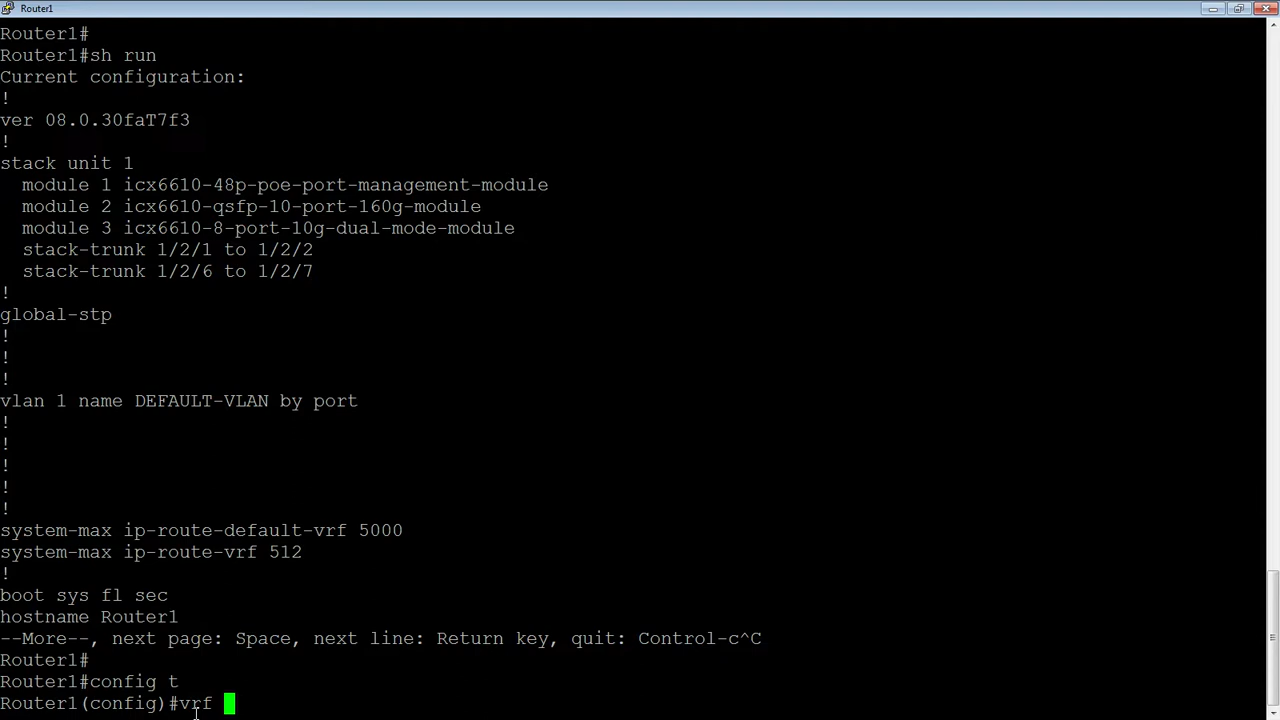 Router1
Router1#
Router1#sh run
Current configuration:
!
ver 08.0.30faT7f3
!
stack unit 1
  module 1 icx6610-48p-poe-port-management-module
  module 2 icx6610-qsfp-10-port-160g-module
  module 3 icx6610-8-port-10g-dual-mode-module
  stack-trunk 1/2/1 to 1/2/2
  stack-trunk 1/2/6 to 1/2/7
!
global-stp
!
!
!
vlan 1 name DEFAULT-VLAN by port
!
!
!
!
!
system-max ip-route-default-vrf 5000
system-max ip-route-vrf 512
!
boot sys fl sec
hostname Router1
--More--, next page: Space, next line: Return key, quit: Control-c^C
Router1#
Router1#config t
Router1(config)#vrf